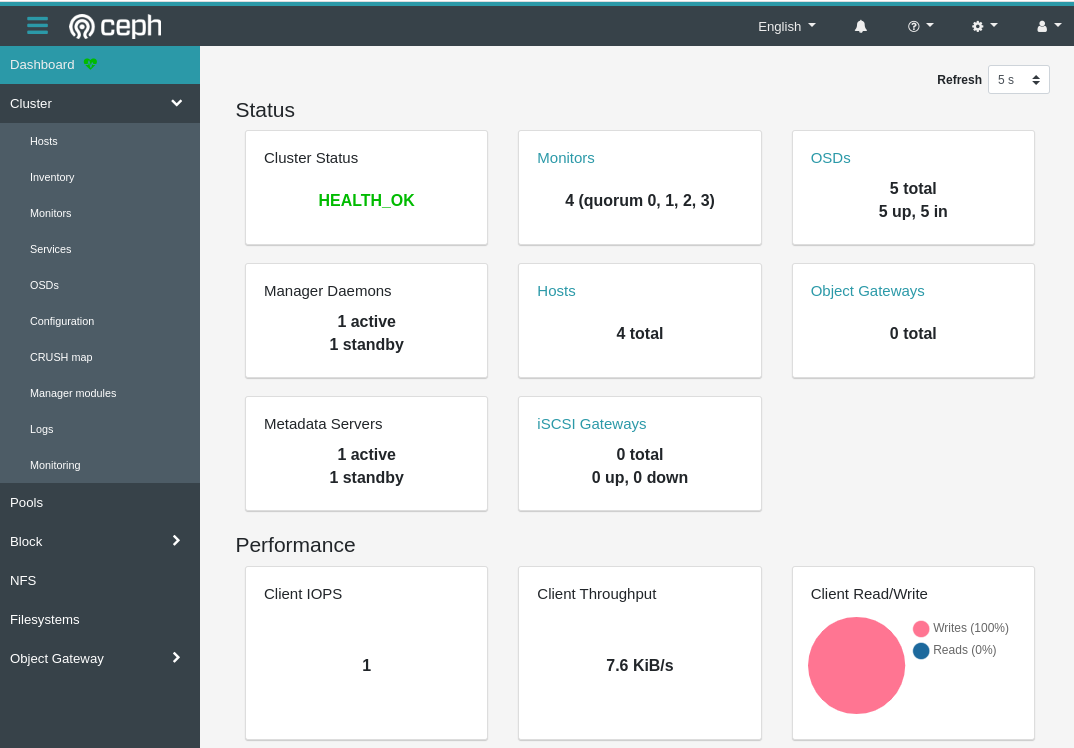 ceph
English
Dashboard
Cluster
Hosts
Inventory
Monitors
Services
OSDs
Configuration
CRUSH map
Manager modules
Logs
Monitoring
Pools
Block
NFS
Filesystems
Object Gateway
Refresh 5 s
Status
Cluster Status
HEALTH_OK
Monitors
4 (quorum 0, 1, 2, 3)
OSDs
5 total
5 up, 5 in
Manager Daemons
1 active
1 standby
Hosts
4 total
Object Gateways
0 total
Metadata Servers
1 active
1 standby
iSCSI Gateways
0 total
0 up, 0 down
Performance
Client IOPS
1
Client Throughput
7.6 KiB/s
Client Read/Write
Writes (100%)
Reads (0%)